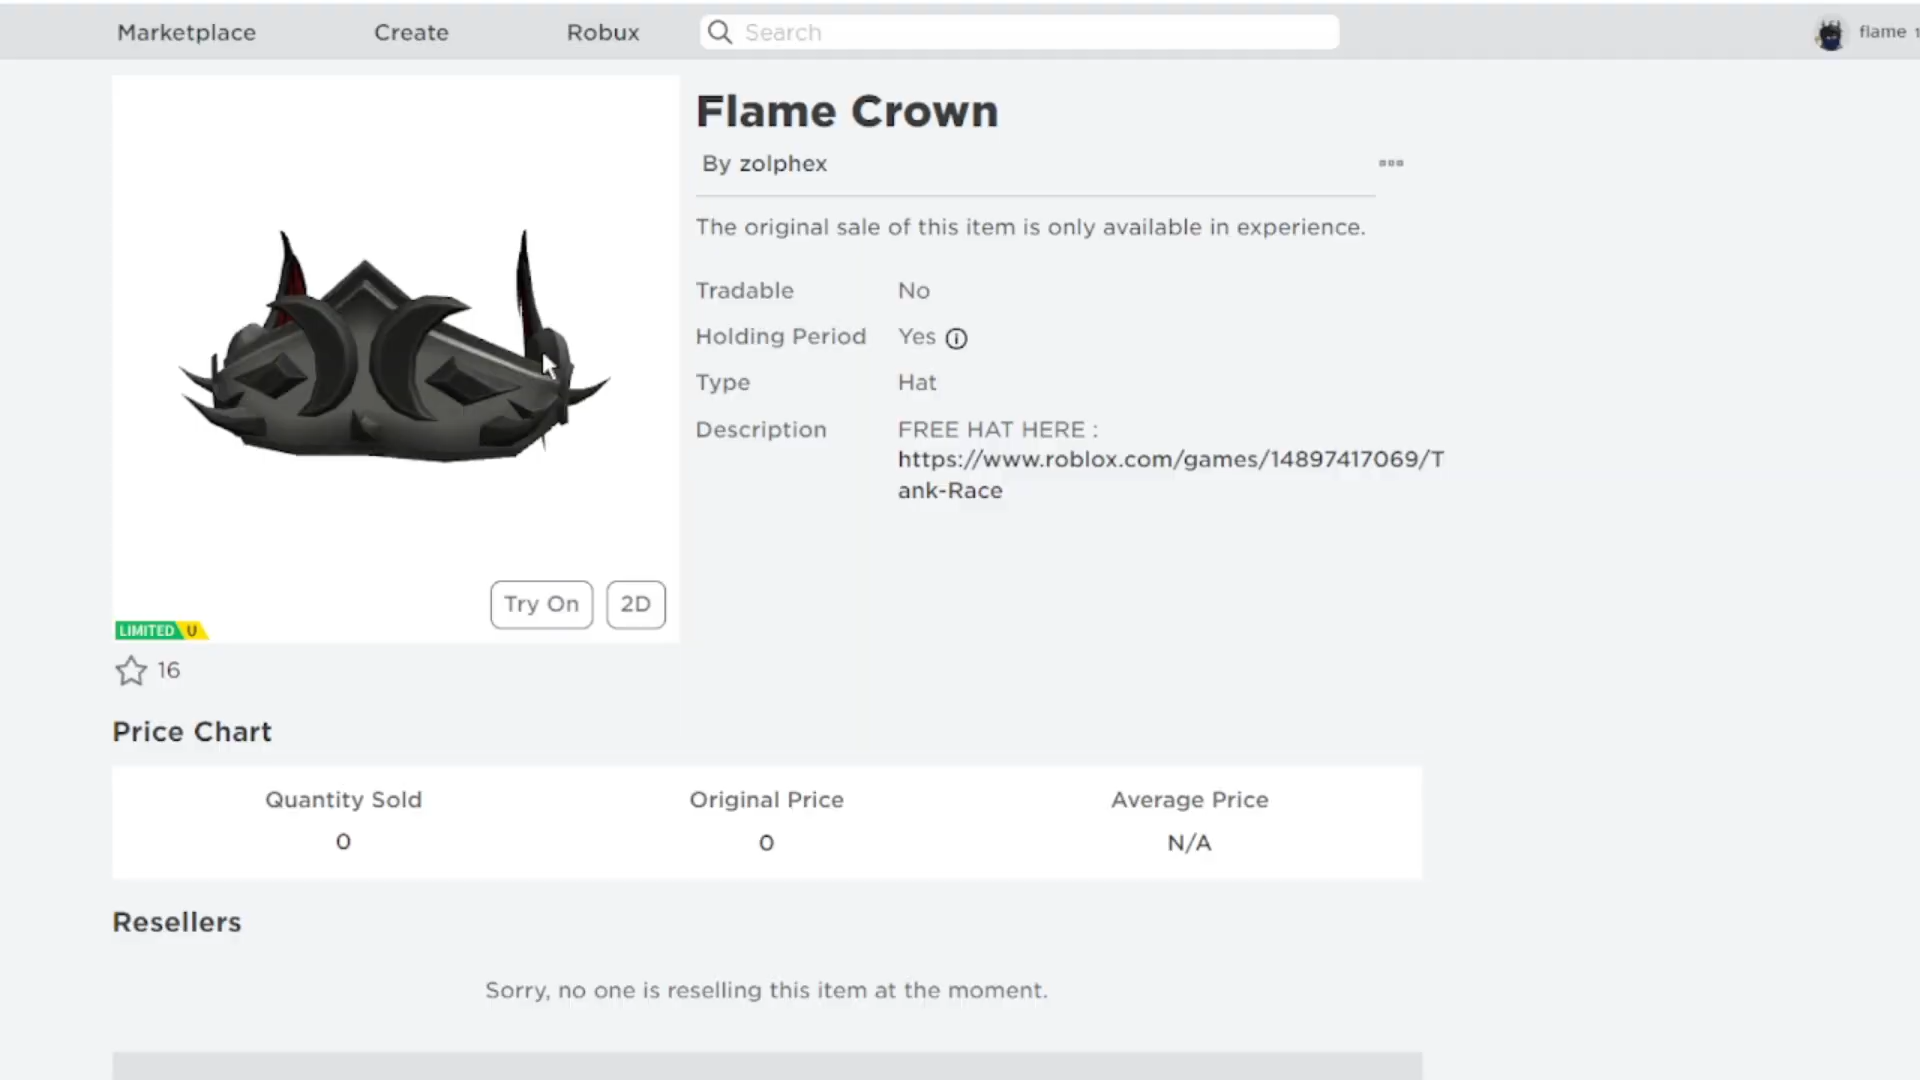 Marketplace
Create
Robux
Search
flame
Flame Crown
By zolphex
The original sale of this item is only available in experience.
Tradable No
Holding Period Yes
Type Hat
Description FREE HAT HERE :
https://www.roblox.com/games/14897417069/T
ank-Race
Try On
2D
LIMITED U
16
Price Chart
Quantity Sold
0
Original Price
0
Average Price
N/A
Resellers
Sorry, no one is reselling this item at the moment.